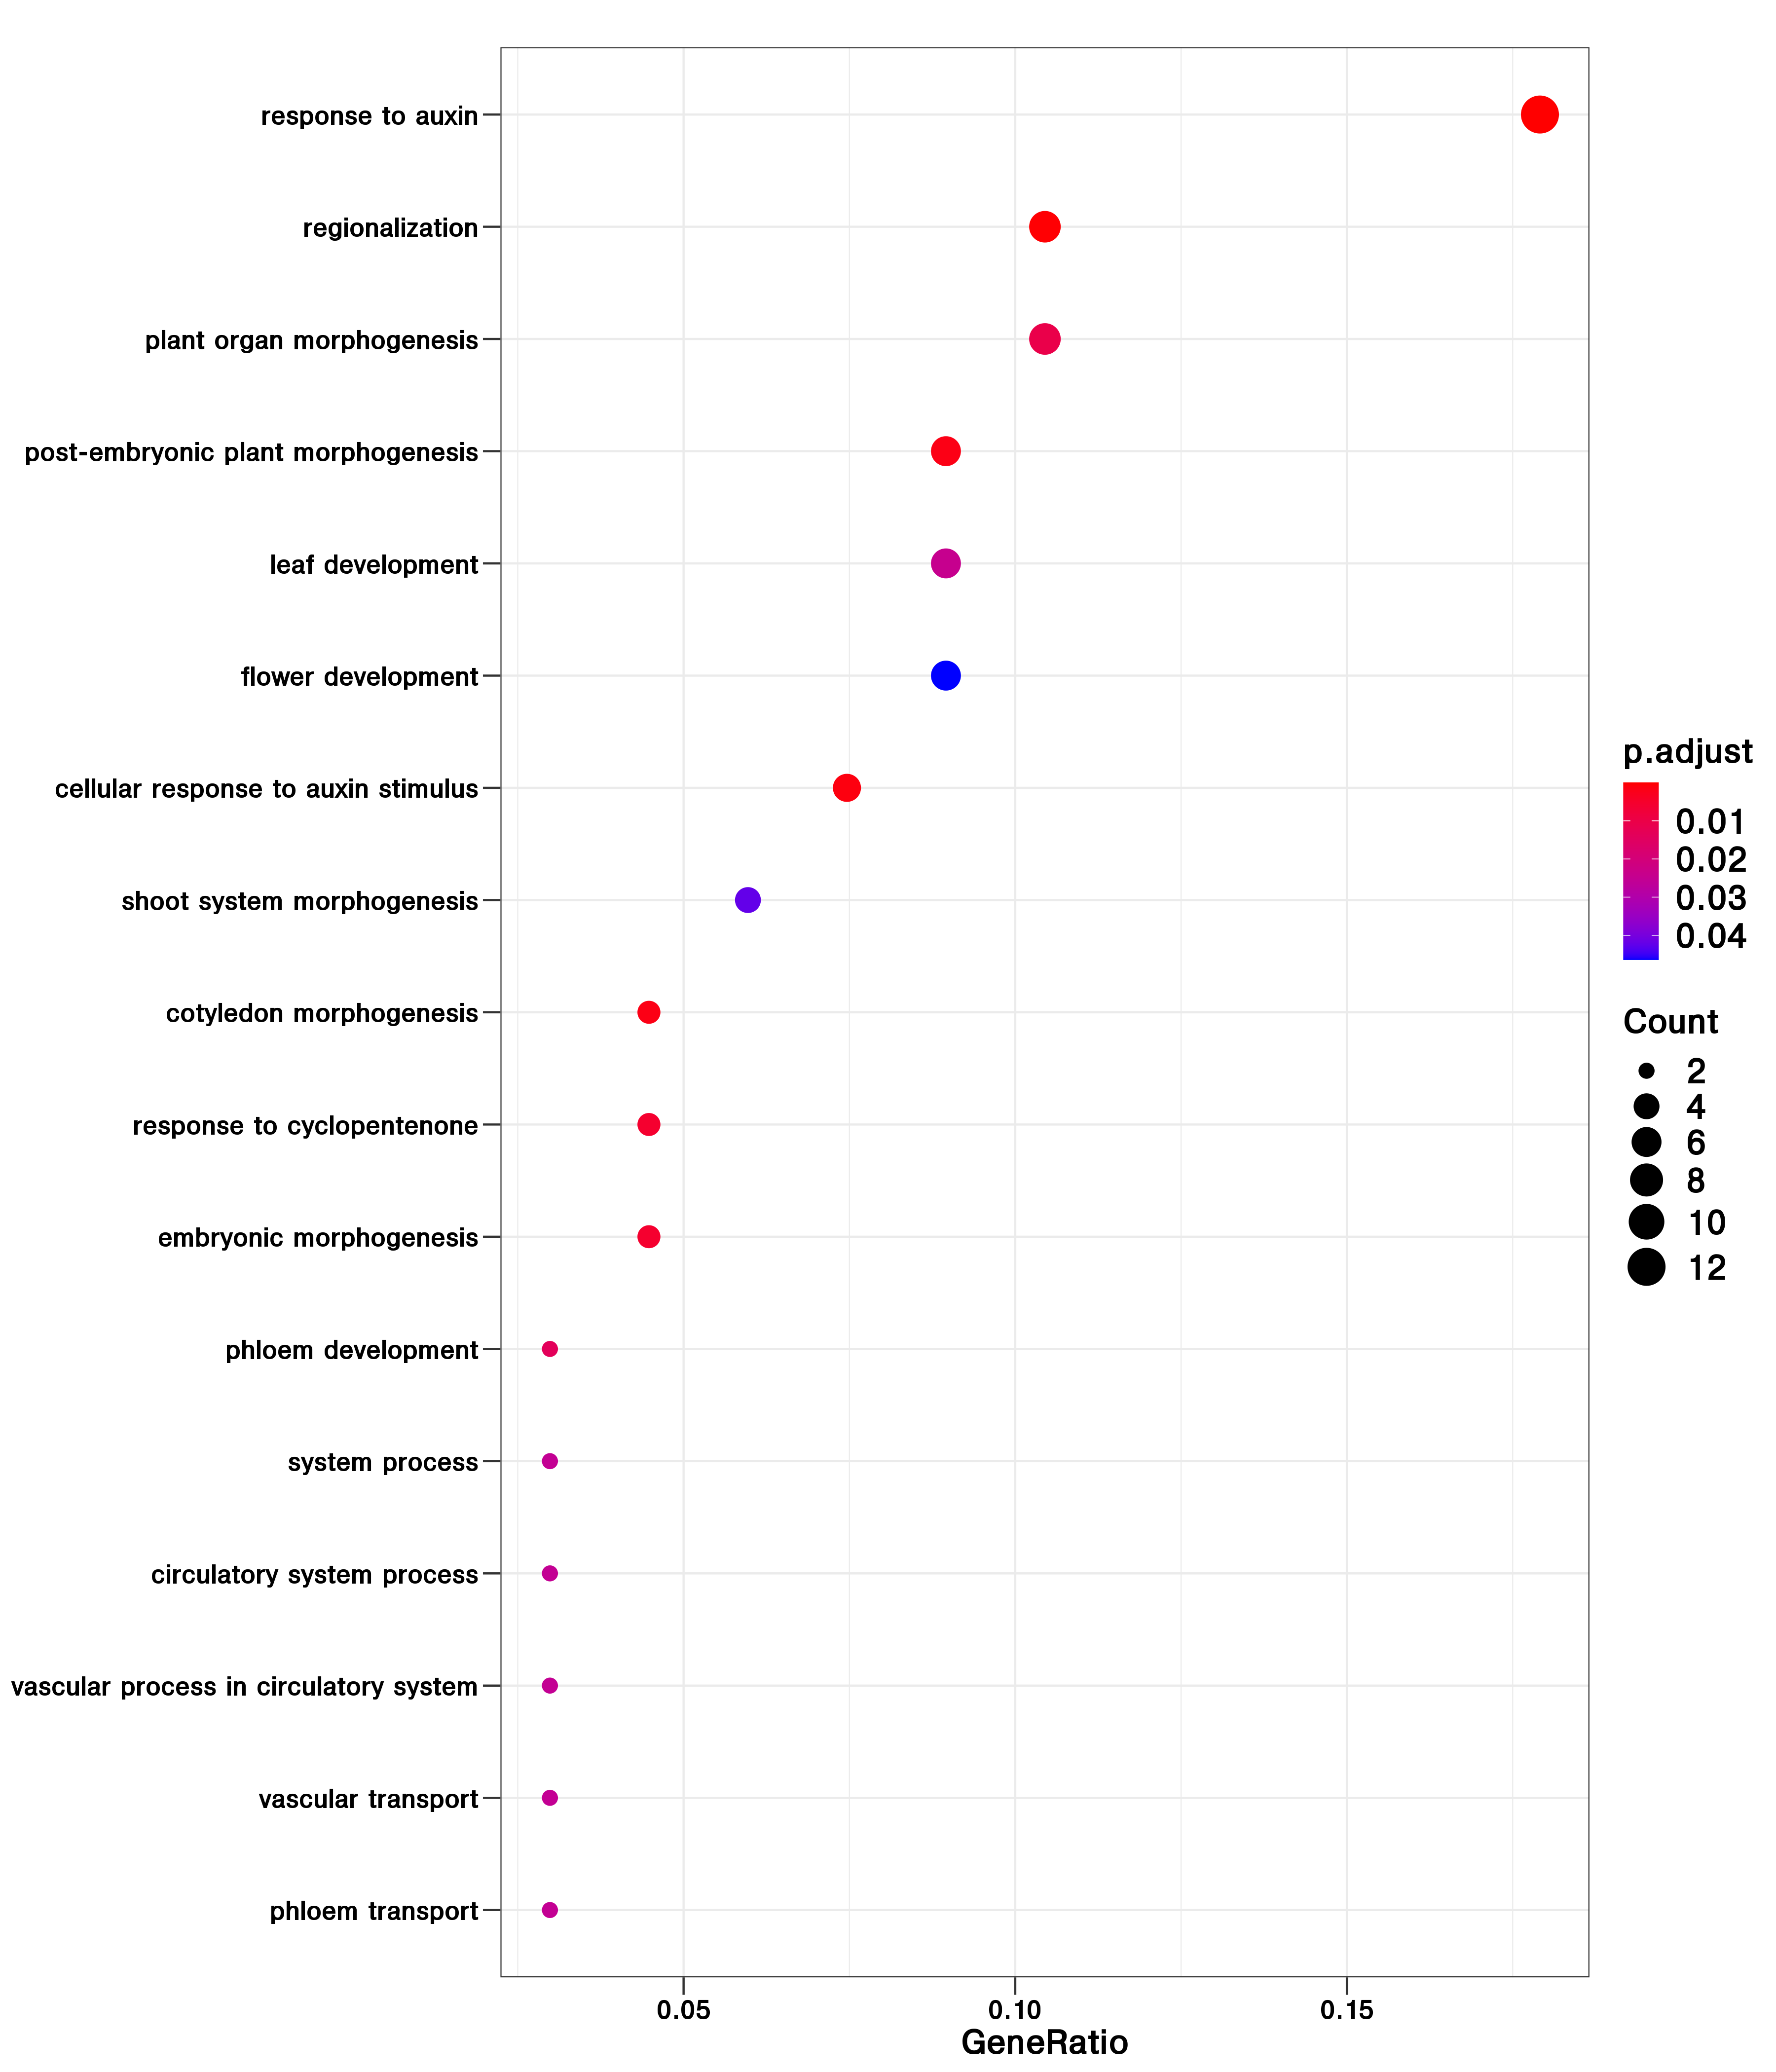 response to auxin
regionalization
plant organ morphogenesis
post-embryonic plant morphogenesis
leaf development
flower development
cellular response to auxin stimulus
shoot system morphogenesis
cotyledon morphogenesis
response to cyclopentenone
embryonic morphogenesis
phloem development
system process
circulatory system process
vascular process in circulatory system
vascular transport
phloem transport
0.05 0.10 0.15
GeneRatio
p.adjust
0.01
0.02
0.03
0.04
Count
2
4
6
8
10
12